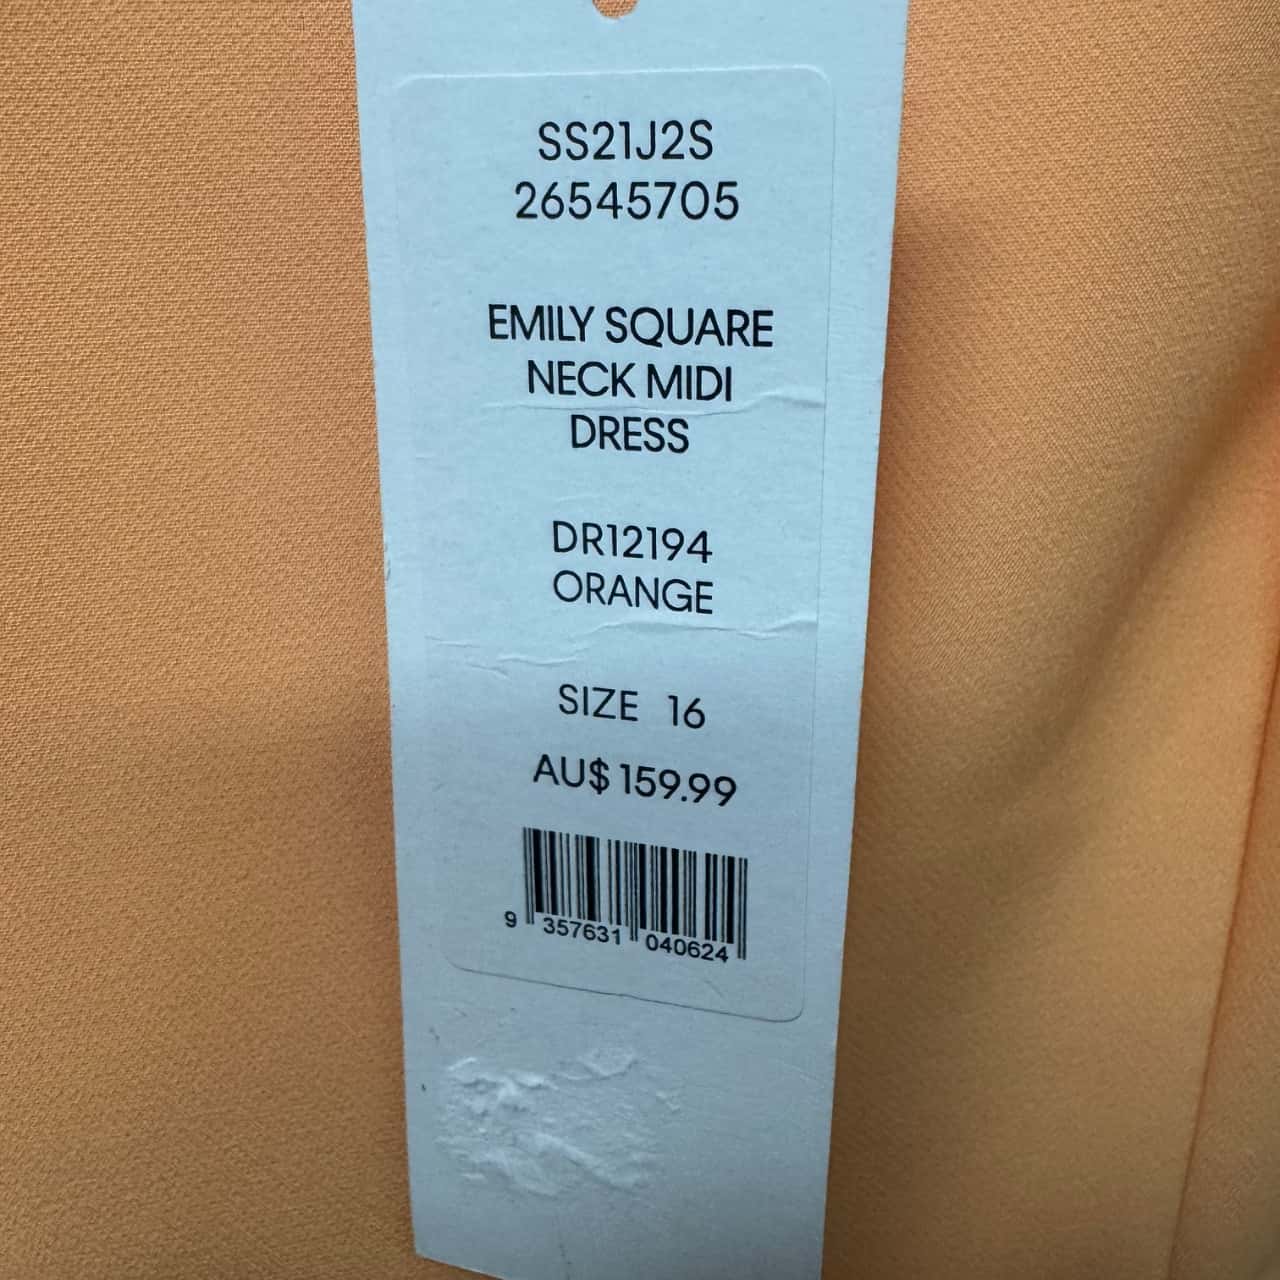 SS21J2S
26545705
EMILY SQUARE
NECK MIDI
DRESS
DR12194
ORANGE
SIZE 16
AU$ 159.99
9 357631 040624